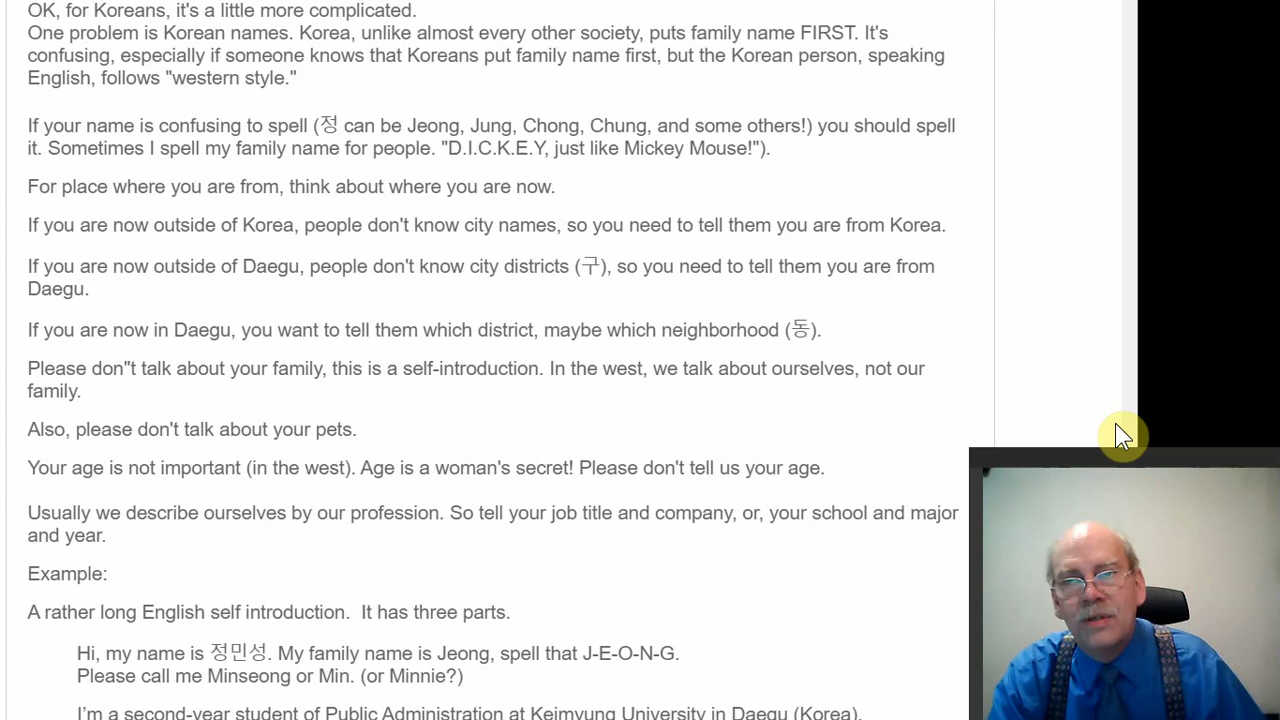 OK, for Koreans, it's a little more complicated.
One problem is Korean names. Korea, unlike almost every other society, puts family name FIRST. It's
confusing, especially if someone knows that Koreans put family name first, but the Korean person, speaking
English, follows "western style."
If your name is confusing to spell (정 can be Jeong, Jung, Chong, Chung, and some others!) you should spell
it. Sometimes I spell my family name for people. "D.I.C.K.E.Y, just like Mickey Mouse!").
For place where you are from, think about where you are now.
If you are now outside of Korea, people don't know city names, so you need to tell them you are from Korea.
If you are now outside of Daegu, people don't know city districts (구), so you need to tell them you are from
Daegu.
If you are now in Daegu, you want to tell them which district, maybe which neighborhood (동).
Please don"t talk about your family, this is a self-introduction. In the west, we talk about ourselves, not our
family.
Also, please don't talk about your pets.
Your age is not important (in the west). Age is a woman's secret! Please don't tell us your age.
Usually we describe ourselves by our profession. So tell your job title and company, or, your school and major
and year.
Example:
A rather long English self introduction.  It has three parts.
Hi, my name is 정민성. My family name is Jeong, spell that J-E-O-N-G.
Please call me Minseong or Min. (or Minnie?)
I'm a second-year student of Public Administration at Keimyung University in Daegu (Korea).